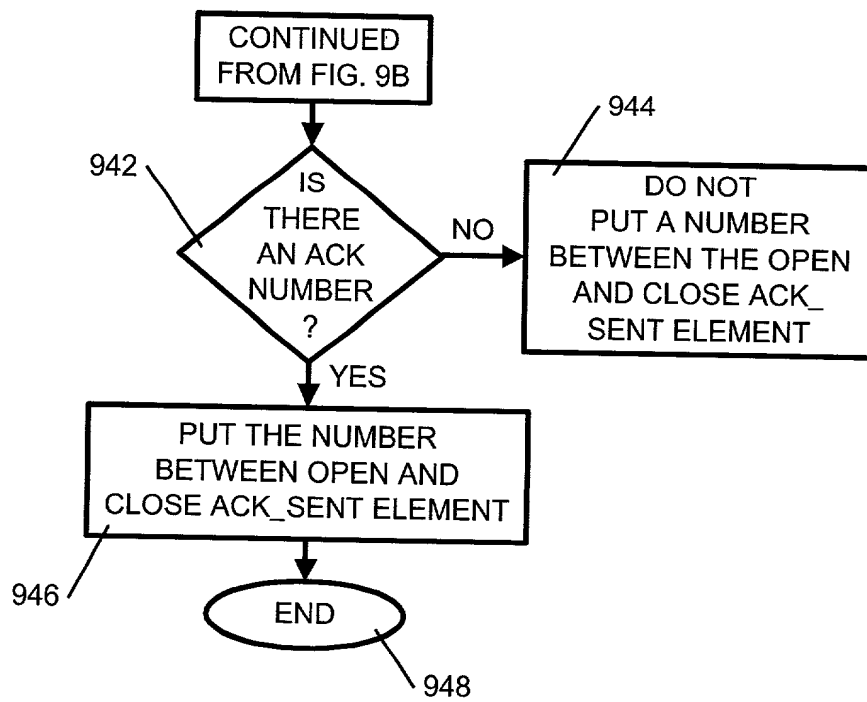 CONTINUED
FROM FIG. 9B
942
IS
THERE
AN ACK
NUMBER
?
NO
944
DO NOT
PUT A NUMBER
BETWEEN THE OPEN
AND CLOSE ACK_
SENT ELEMENT
YES
PUT THE NUMBER
BETWEEN OPEN AND
CLOSE ACK_SENT ELEMENT
946
END
948